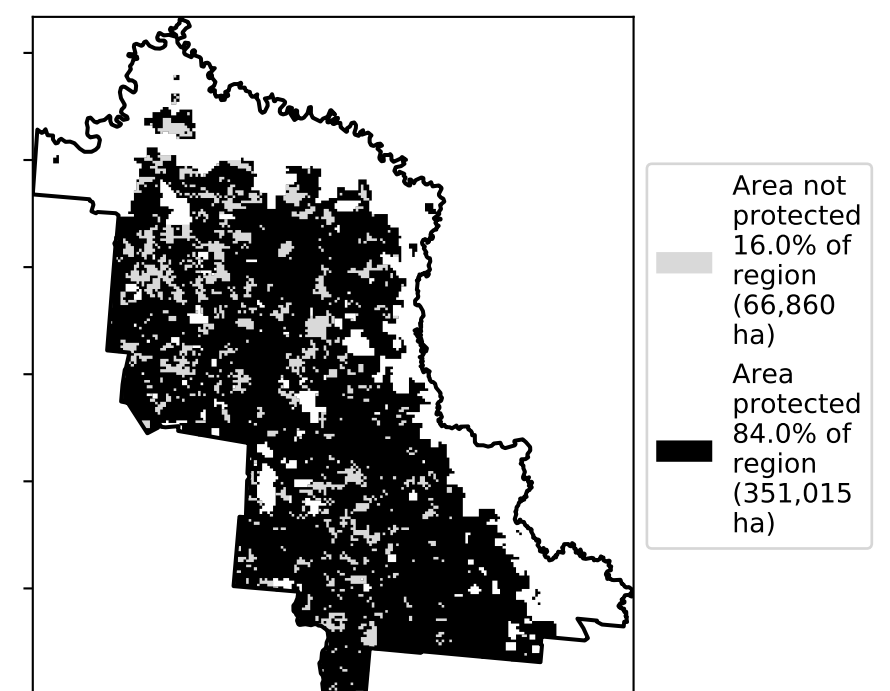 Area not
protected
16.0% of
region
(66,860
ha)
Area
protected
84.0% of
region
(351,015
ha)